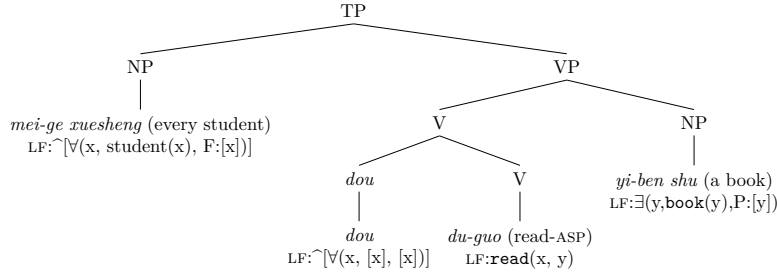 TP
NP VP
mei-ge xuesheng (every student)
LF:^[∀(x, student(x), F:[x])]
V NP
dou V yi-ben shu (a book)
LF:∃(y,book(y),P:[y])
dou du-guo (read-ASP)
LF:^[∀(x, [x], [x])] LF:read(x, y)